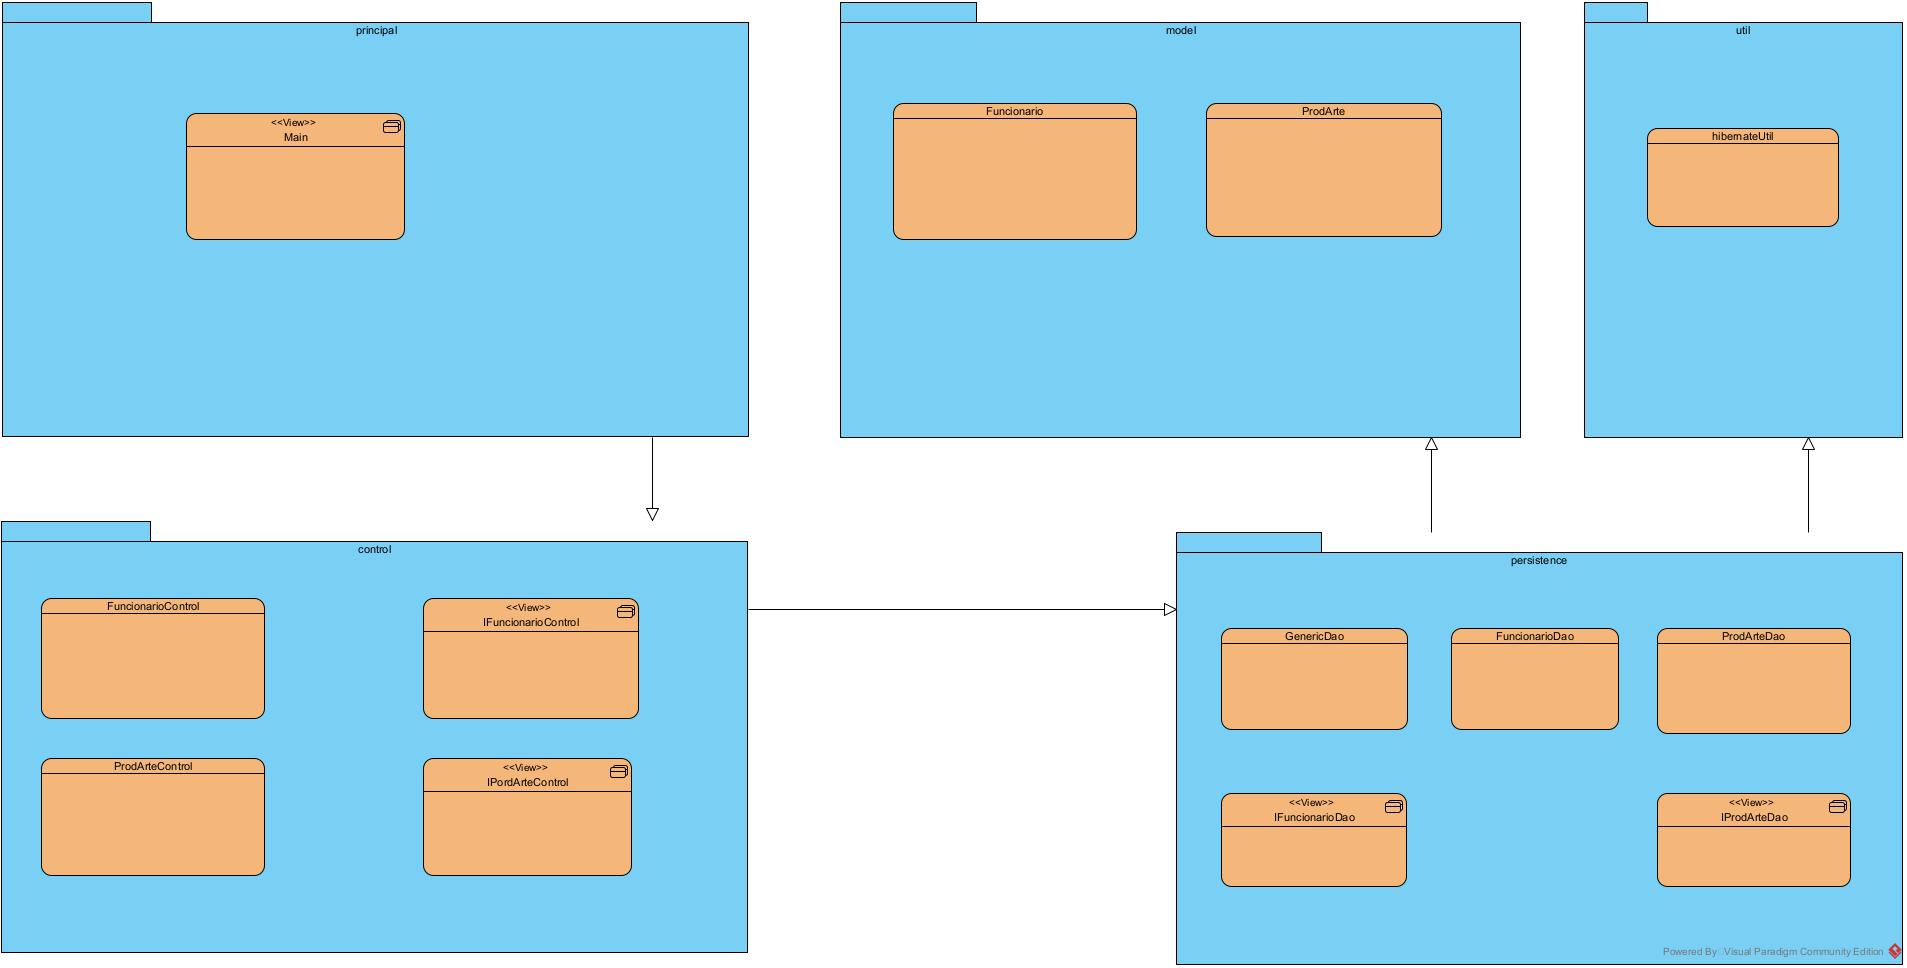 principal
<<View>>
Main
model
Funcionario
ProdArte
util
hibernateUtil
control
FuncionarioControl
<<View>>
IFuncionarioControl
ProdArteControl
<<View>>
IPordArteControl
persistence
GenericDao
FuncionarioDao
ProdArteDao
<<View>>
IFuncionarioDao
<<View>>
IProdArteDao
Powered By Visual Paradigm Community Edition